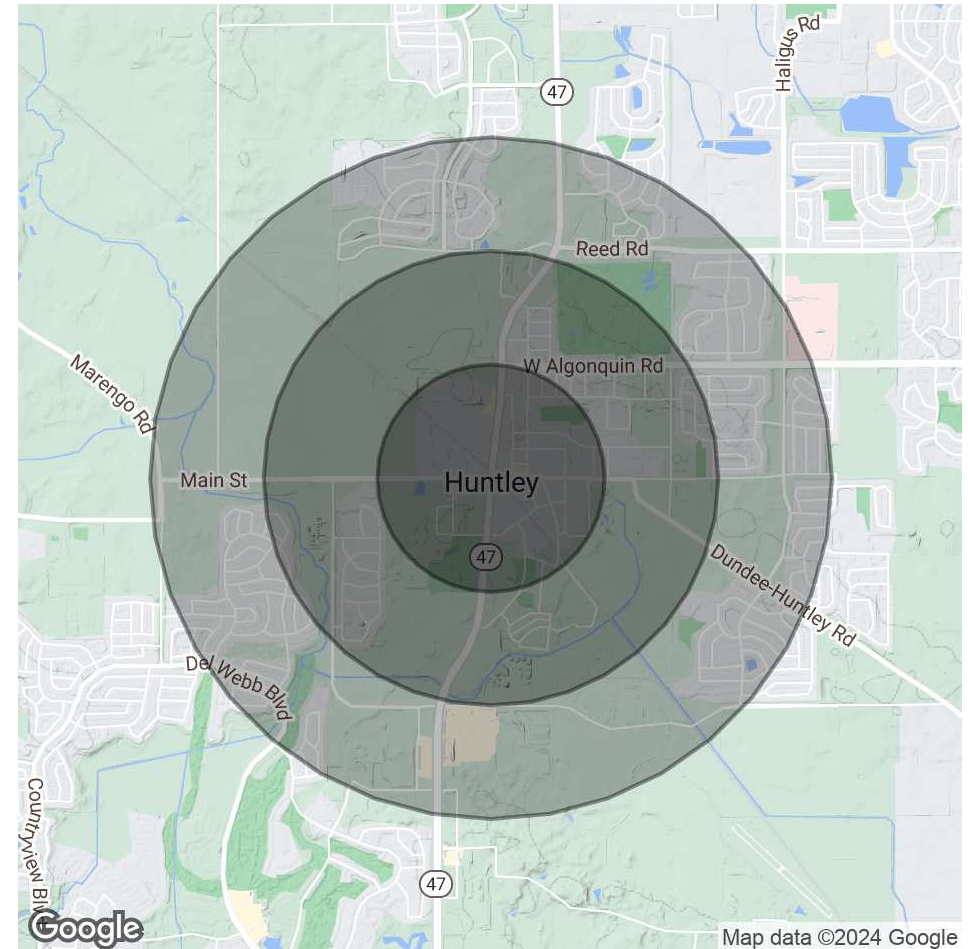 Haligus Rd
47
Reed Rd
W Algonquin Rd
Marengo Rd
Main St
Huntley
47
Dundee-Huntley Rd
Del Webb Blvd
Countryview Blvd
47
Google
Map data ©2024 Google